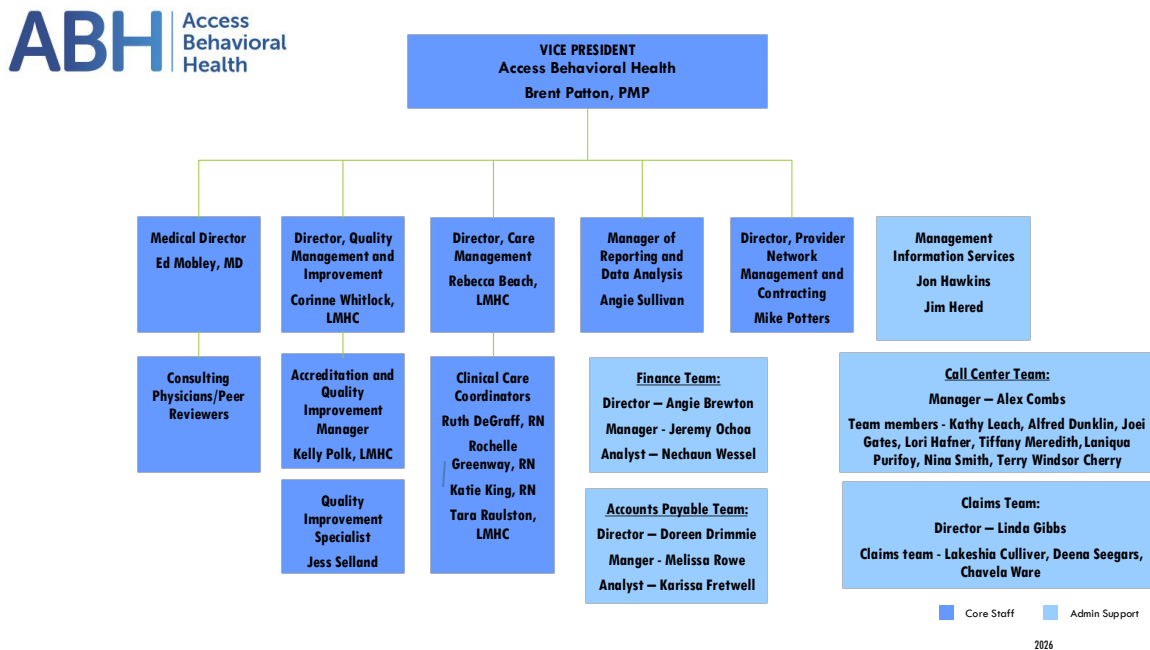 ABH
Access
Behavioral
Health
VICE PRESIDENT
Access Behavioral Health
Brent Patton, PMP
Medical Director
Ed Mobley, MD
Director, Quality
Management and
Improvement
Corinne Whitlock,
LMHC
Director, Care
Management
Rebecca Beach,
LMHC
Manager of
Reporting and
Data Analysis
Angie Sullivan
Director, Provider
Network
Management and
Contracting
Mike Potters
Management
Information Services
Jon Hawkins
Jim Hered
Consulting
Physicians/Peer
Reviewers
Accreditation and
Quality
Improvement
Manager
Kelly Polk, LMHC
Quality
Improvement
Specialist
Jess Selland
Clinical Care
Coordinators
Ruth DeGraff, RN
Rochelle
Greenway, RN
Katie King, RN
Tara Raulston,
LMHC
Finance Team:
Director – Angie Brewton
Manager - Jeremy Ochoa
Analyst – Nechaun Wessel
Accounts Payable Team:
Director – Doreen Drimmie
Manger - Melissa Rowe
Analyst – Karissa Fretwell
Call Center Team:
Manager – Alex Combs
Team members - Kathy Leach, Alfred Dunklin, Joei
Gates, Lori Hafner, Tiffany Meredith, Laniqua
Purifoy, Nina Smith, Terry Windsor Cherry
Claims Team:
Director – Linda Gibbs
Claims team - Lakeshia Culliver, Deena Seegars,
Chavela Ware
Core Staff
Admin Support
2026